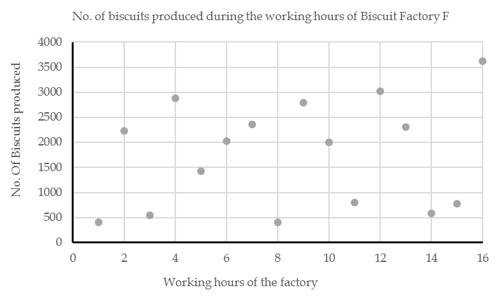 No. of biscuits produced during the working hours of Biscuit Factory F
4000
3500
3000
2500
2000
1500
1000
500
0
No. Of Biscuits produced
0 2 4 6 8 10 12 14 16
Working hours of the factory